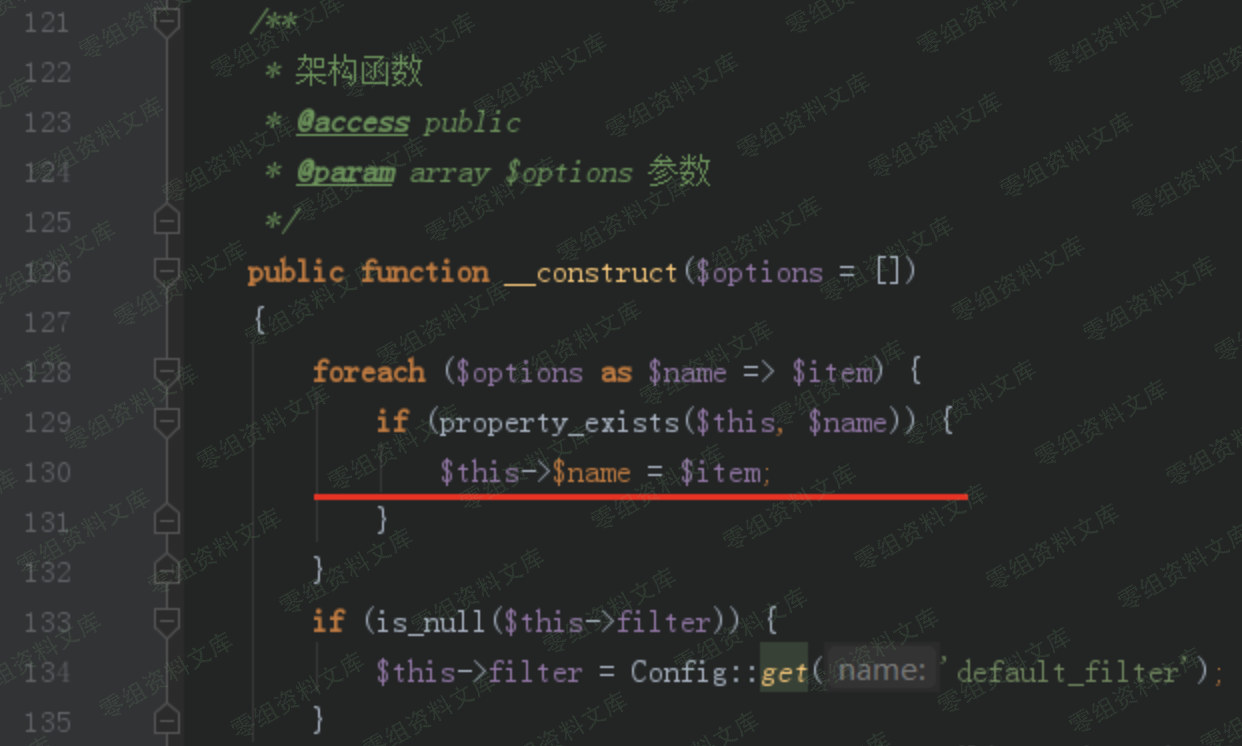 121 /**
122 * 架构函数
123 * @access public
124 * @param array $options 参数
125 */
126 public function __construct($options = [])
127 {
128 foreach ($options as $name => $item) {
129 if (property_exists($this, $name)) {
130 $this->$name = $item;
131 }
132 }
133 if (is_null($this->filter)) {
134 $this->filter = Config::get( name: 'default_filter');
135 }
零组资料文库